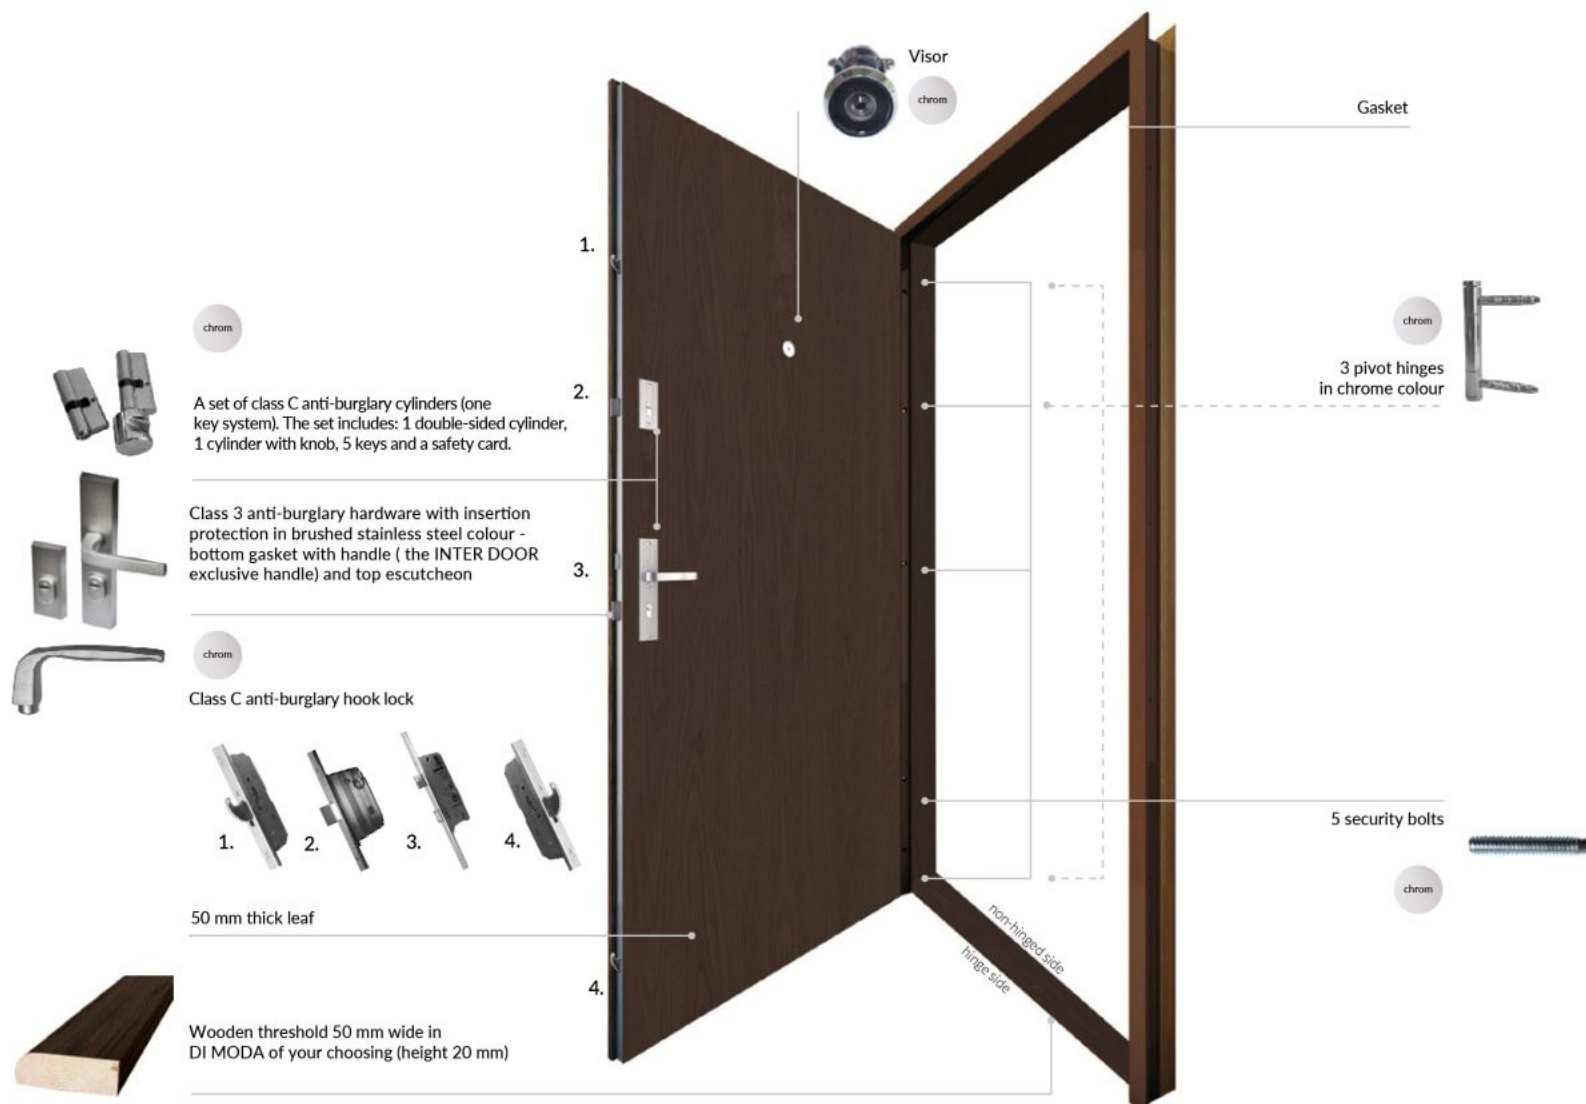 Visor
chrom
Gasket
1.
chrom
chrom
3 pivot hinges
in chrome colour
2.
A set of class C anti-burglary cylinders (one
key system). The set includes: 1 double-sided cylinder,
1 cylinder with knob, 5 keys and a safety card.
Class 3 anti-burglary hardware with insertion
protection in brushed stainless steel colour -
bottom gasket with handle ( the INTER DOOR
exclusive handle) and top escutcheon
3.
chrom
Class C anti-burglary hook lock
1.
2.
3.
4.
5 security bolts
chrom
50 mm thick leaf
non-hinged side
hinge side
4.
Wooden threshold 50 mm wide in
DI MODA of your choosing (height 20 mm)